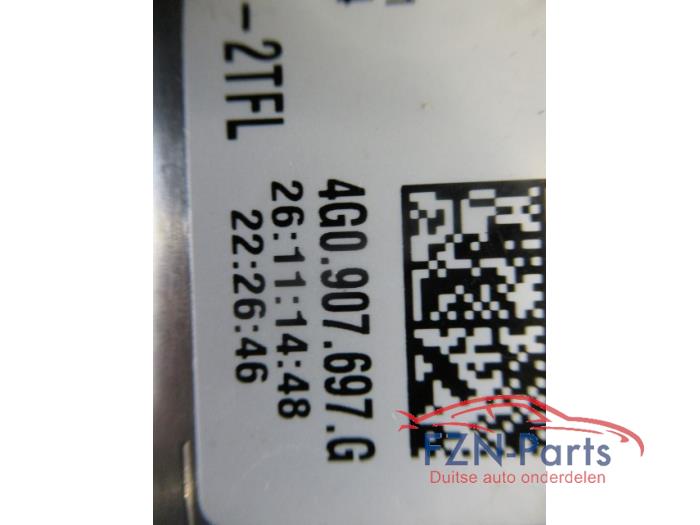 -2TFL
4G0.907.697.G
26:11:14:48
22:26:46
FZN-Parts
Duitse auto onderdelen